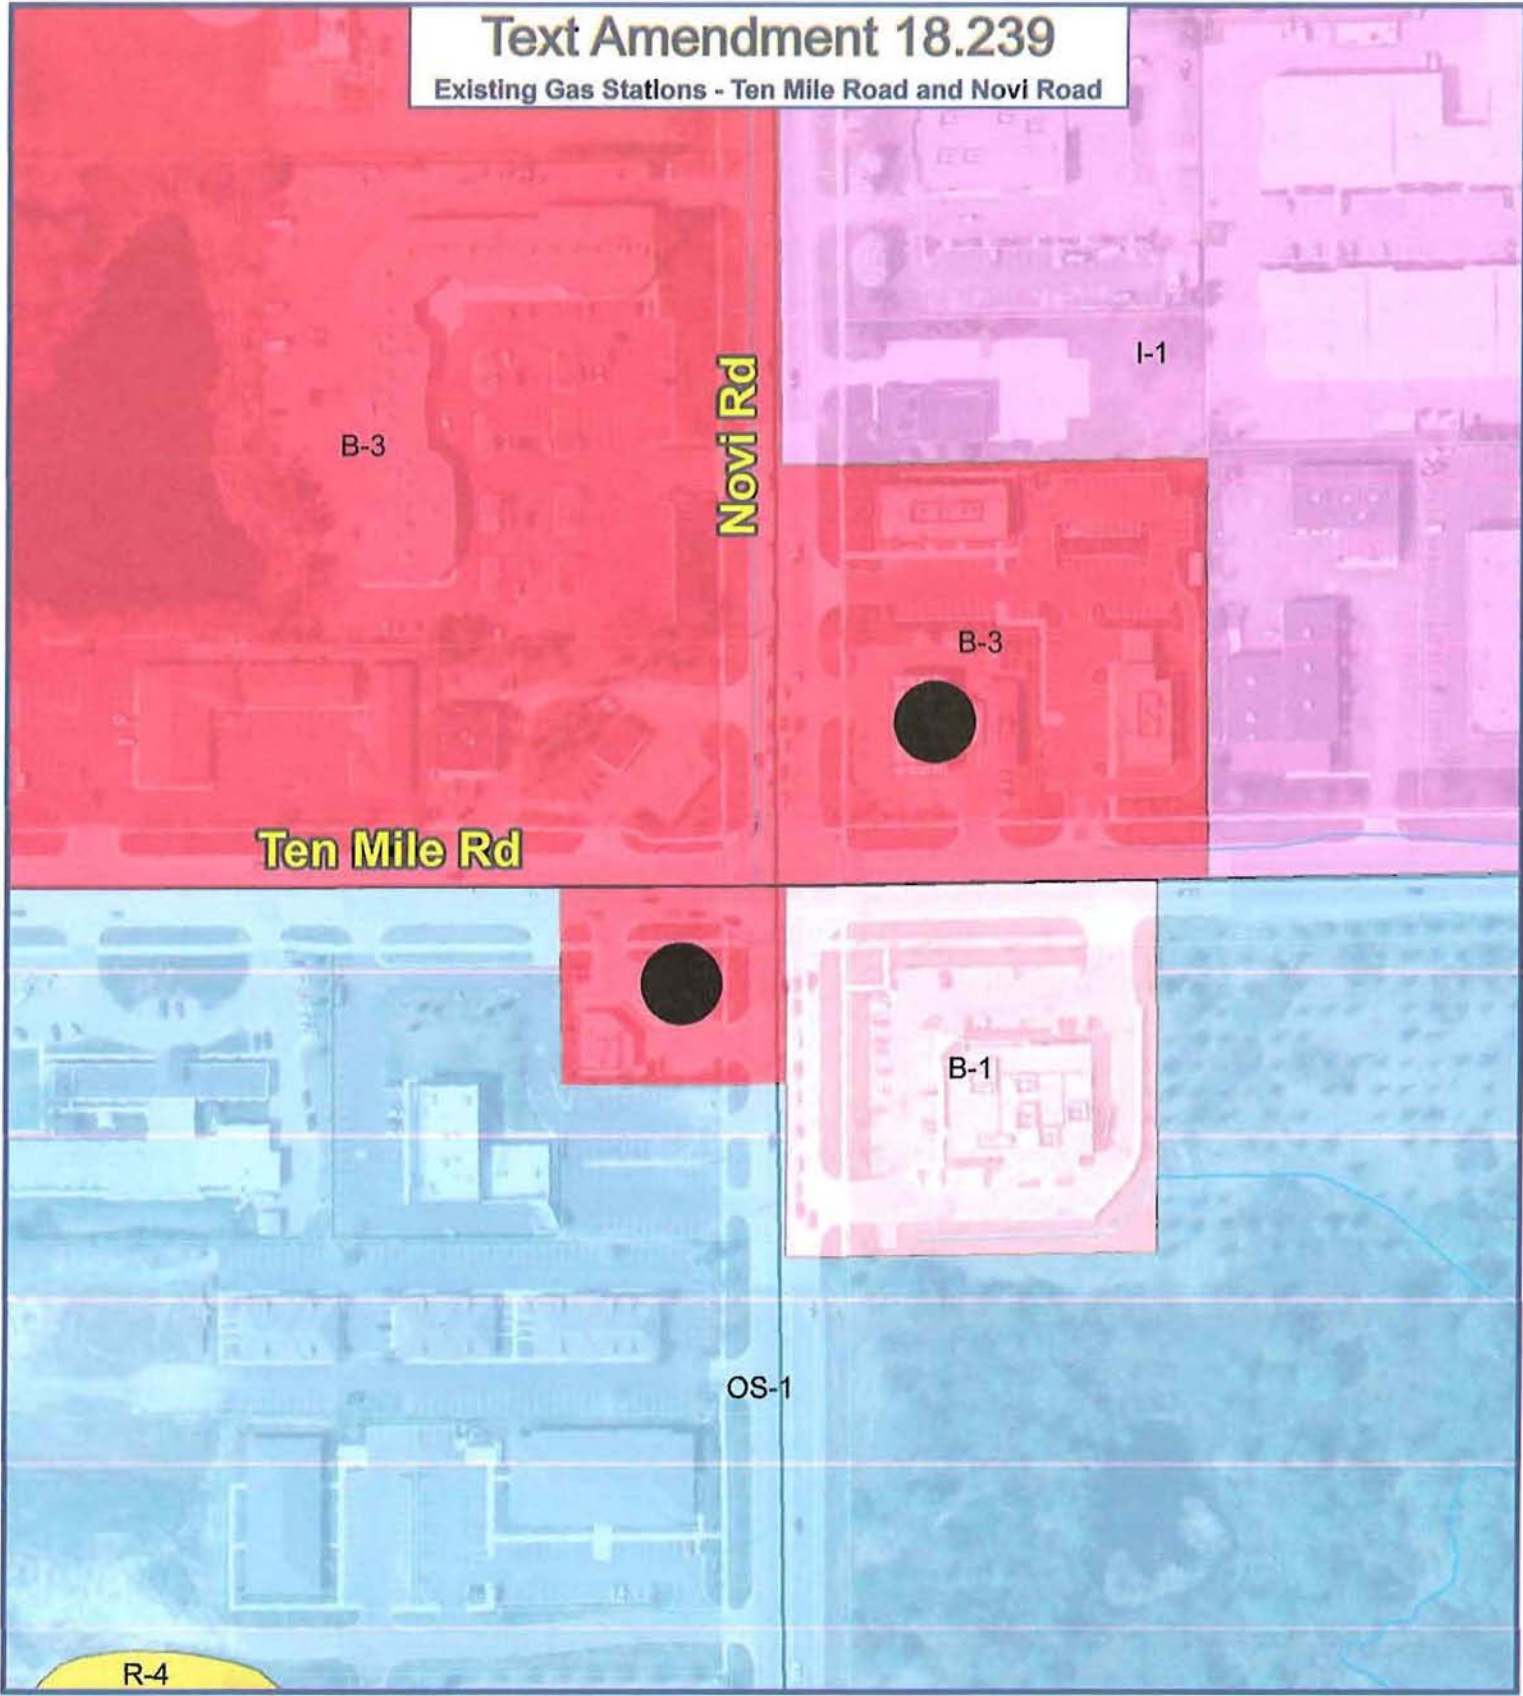 Text Amendment 18.239
Existing Gas Stations - Ten Mile Road and Novi Road
I-1
Novi Rd
B-3
B-3
Ten Mile Rd
B-1
OS-1
R-4